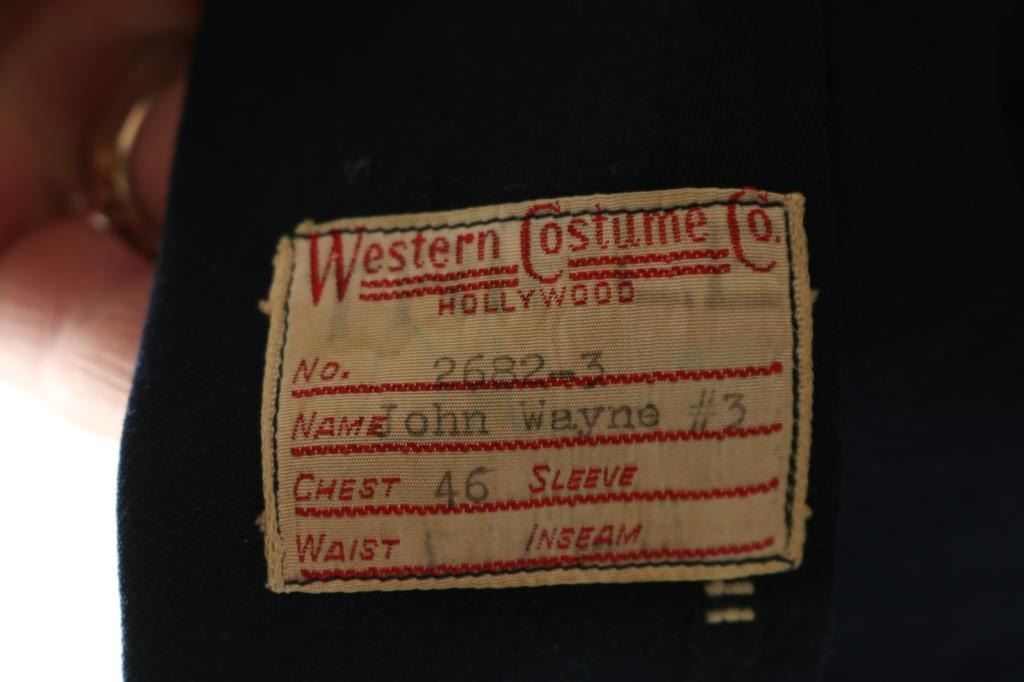 Western Costume Co.
HOLLYWOOD
No. 2682-3
NAME John Wayne #3
CHEST 46 SLEEVE
WAIST INSEAM